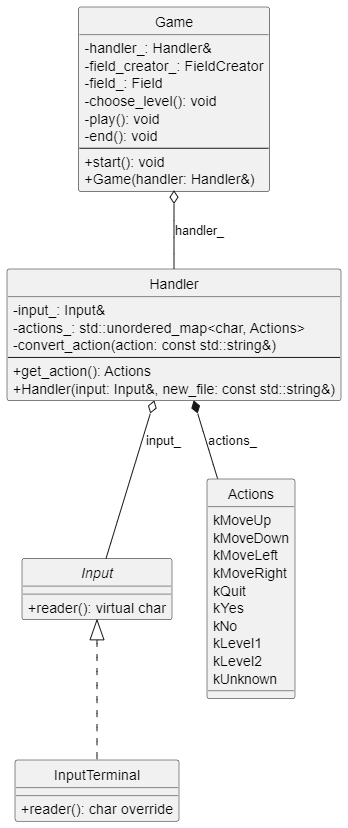 Game
-handler_: Handler&
-field_creator_: FieldCreator
-field_: Field
-choose_level(): void
-play(): void
-end(): void
+start(): void
+Game(handler: Handler&)
handler_
Handler
-input_: Input&
-actions_: std::unordered_map<char, Actions>
-convert_action(action: const std::string&)
+get_action(): Actions
+Handler(input: Input&, new_file: const std::string&)
input_
actions_
Actions
kMoveUp
kMoveDown
kMoveLeft
kMoveRight
kQuit
kYes
kNo
kLevel1
kLevel2
kUnknown
Input
+reader(): virtual char
InputTerminal
+reader(): char override